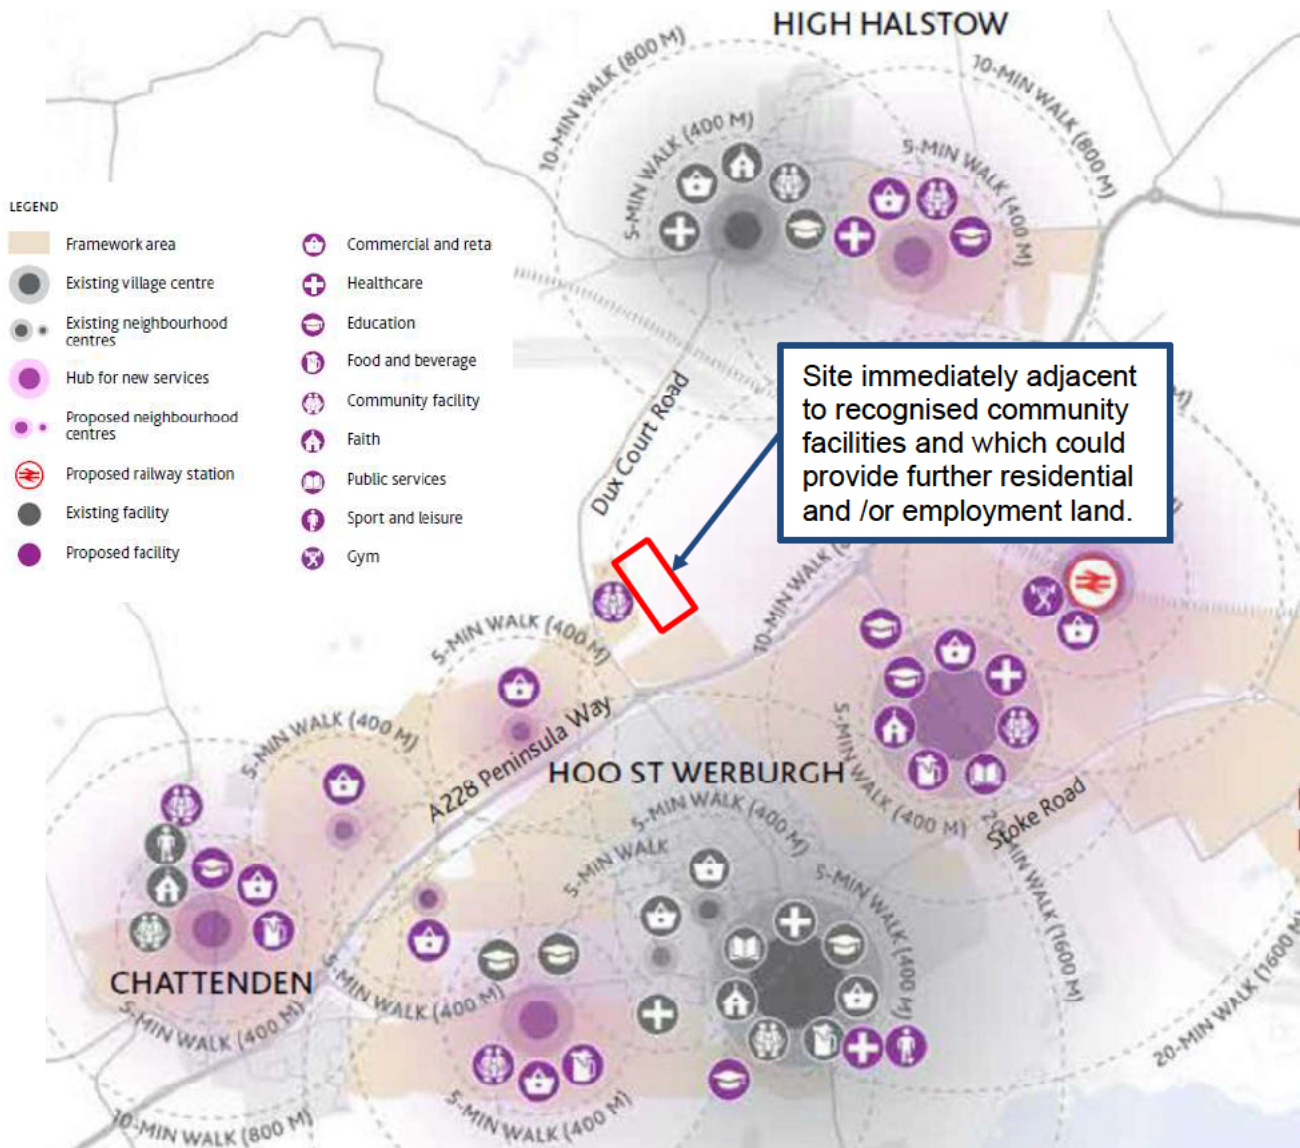 HIGH HALSTOW
10-MIN WALK (800 M)
10-MIN WALK (800 M)
5-MIN WALK (400 M)
5-MIN WALK (400 M)
LEGEND
Framework area
Existing village centre
Existing neighbourhood
centres
Hub for new services
Proposed neighbourhood
centres
Proposed railway station
Existing facility
Proposed facility
Commercial and reta
Healthcare
Education
Food and beverage
Community facility
Faith
Public services
Sport and leisure
Gym
Dux Court Road
Site immediately adjacent
to recognised community
facilities and which could
provide further residential
and /or employment land.
10-MIN WALK
5-MIN WALK (400 M)
5-MIN WALK (400 M)
A228 Peninsula Way
HOO ST WERBURGH
5-MIN WALK (400 M)
Stoke Road
5-MIN WALK (400 M)
5-MIN WALK
5-MIN WALK (400 M)
20-MIN WALK (1600 M)
20-MIN WALK (1600 M)
CHATTENDEN
5-MIN WALK (400 M)
5-MIN WALK (400 M)
5-MIN WALK (400 M)
10-MIN WALK (800 M)